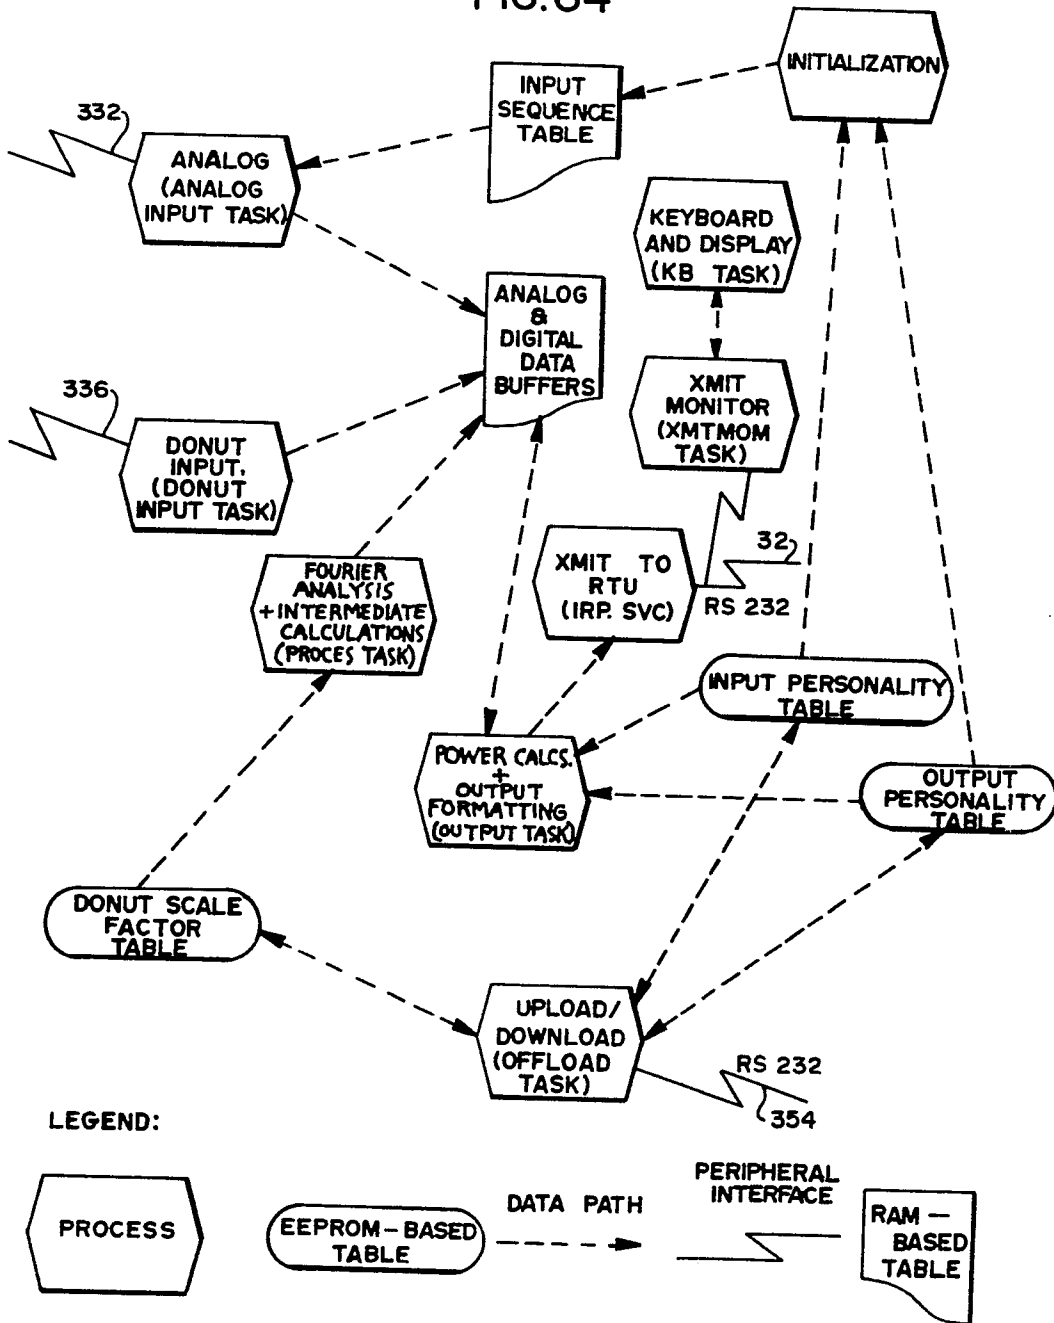 FIG. 64
INITIALIZATION
INPUT
SEQUENCE
TABLE
332
ANALOG
(ANALOG
INPUT TASK)
KEYBOARD
AND DISPLAY
(KB TASK)
ANALOG
&
DIGITAL
DATA
BUFFERS
XMIT
MONITOR
(XMTMOM
TASK)
336
DONUT
INPUT.
(DONUT
INPUT TASK)
FOURIER
ANALYSIS
+INTERMEDIATE
CALCULATIONS
(PROCES TASK)
XMIT TO
RTU
(IRP. SVC)
32
RS 232
INPUT PERSONALITY
TABLE
POWER CALCS.
+
OUTPUT
FORMATTING
(OUTPUT TASK)
OUTPUT
PERSONALITY
TABLE
DONUT SCALE
FACTOR
TABLE
UPLOAD/
DOWNLOAD
(OFFLOAD
TASK)
RS 232
354
LEGEND:
PROCESS
EEPROM-BASED
TABLE
DATA PATH
PERIPHERAL
INTERFACE
RAM —
BASED
TABLE